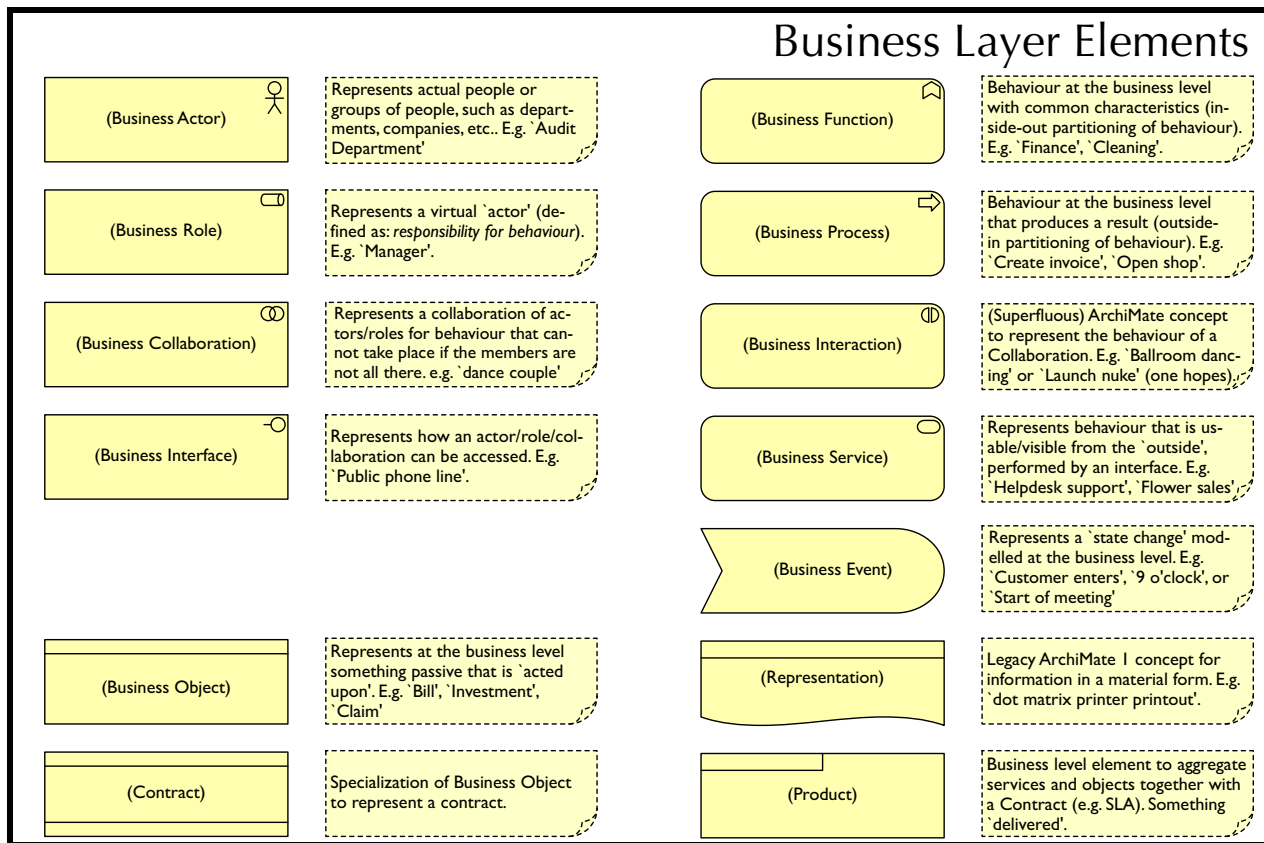 Business Layer Elements
(Business Actor)
Represents actual people or
groups of people, such as depart-
ments, companies, etc.. E.g. `Audit
Department'
(Business Function)
Behaviour at the business level
with common characteristics (in-
side-out partitioning of behaviour).
E.g. `Finance', `Cleaning'.
(Business Role)
Represents a virtual `actor' (de-
fined as: responsibility for behaviour).
E.g. `Manager'.
(Business Process)
Behaviour at the business level
that produces a result (outside-
in partitioning of behaviour). E.g.
`Create invoice', `Open shop'.
(Business Collaboration)
Represents a collaboration of ac-
tors/roles for behaviour that can-
not take place if the members are
not all there. e.g. `dance couple'
(Business Interaction)
(Superfluous) ArchiMate concept
to represent the behaviour of a
Collaboration. E.g. `Ballroom danc-
ing' or `Launch nuke' (one hopes).
(Business Interface)
Represents how an actor/role/col-
laboration can be accessed. E.g.
`Public phone line'.
(Business Service)
Represents behaviour that is us-
able/visible from the `outside',
performed by an interface. E.g.
`Helpdesk support', `Flower sales'
(Business Event)
Represents a `state change' mod-
elled at the business level. E.g.
`Customer enters', `9 o'clock', or
`Start of meeting'
(Business Object)
Represents at the business level
something passive that is `acted
upon'. E.g. `Bill', `Investment',
`Claim'
(Representation)
Legacy ArchiMate 1 concept for
information in a material form. E.g.
`dot matrix printer printout'.
(Contract)
Specialization of Business Object
to represent a contract.
(Product)
Business level element to aggregate
services and objects together with
a Contract (e.g. SLA). Something
`delivered'.